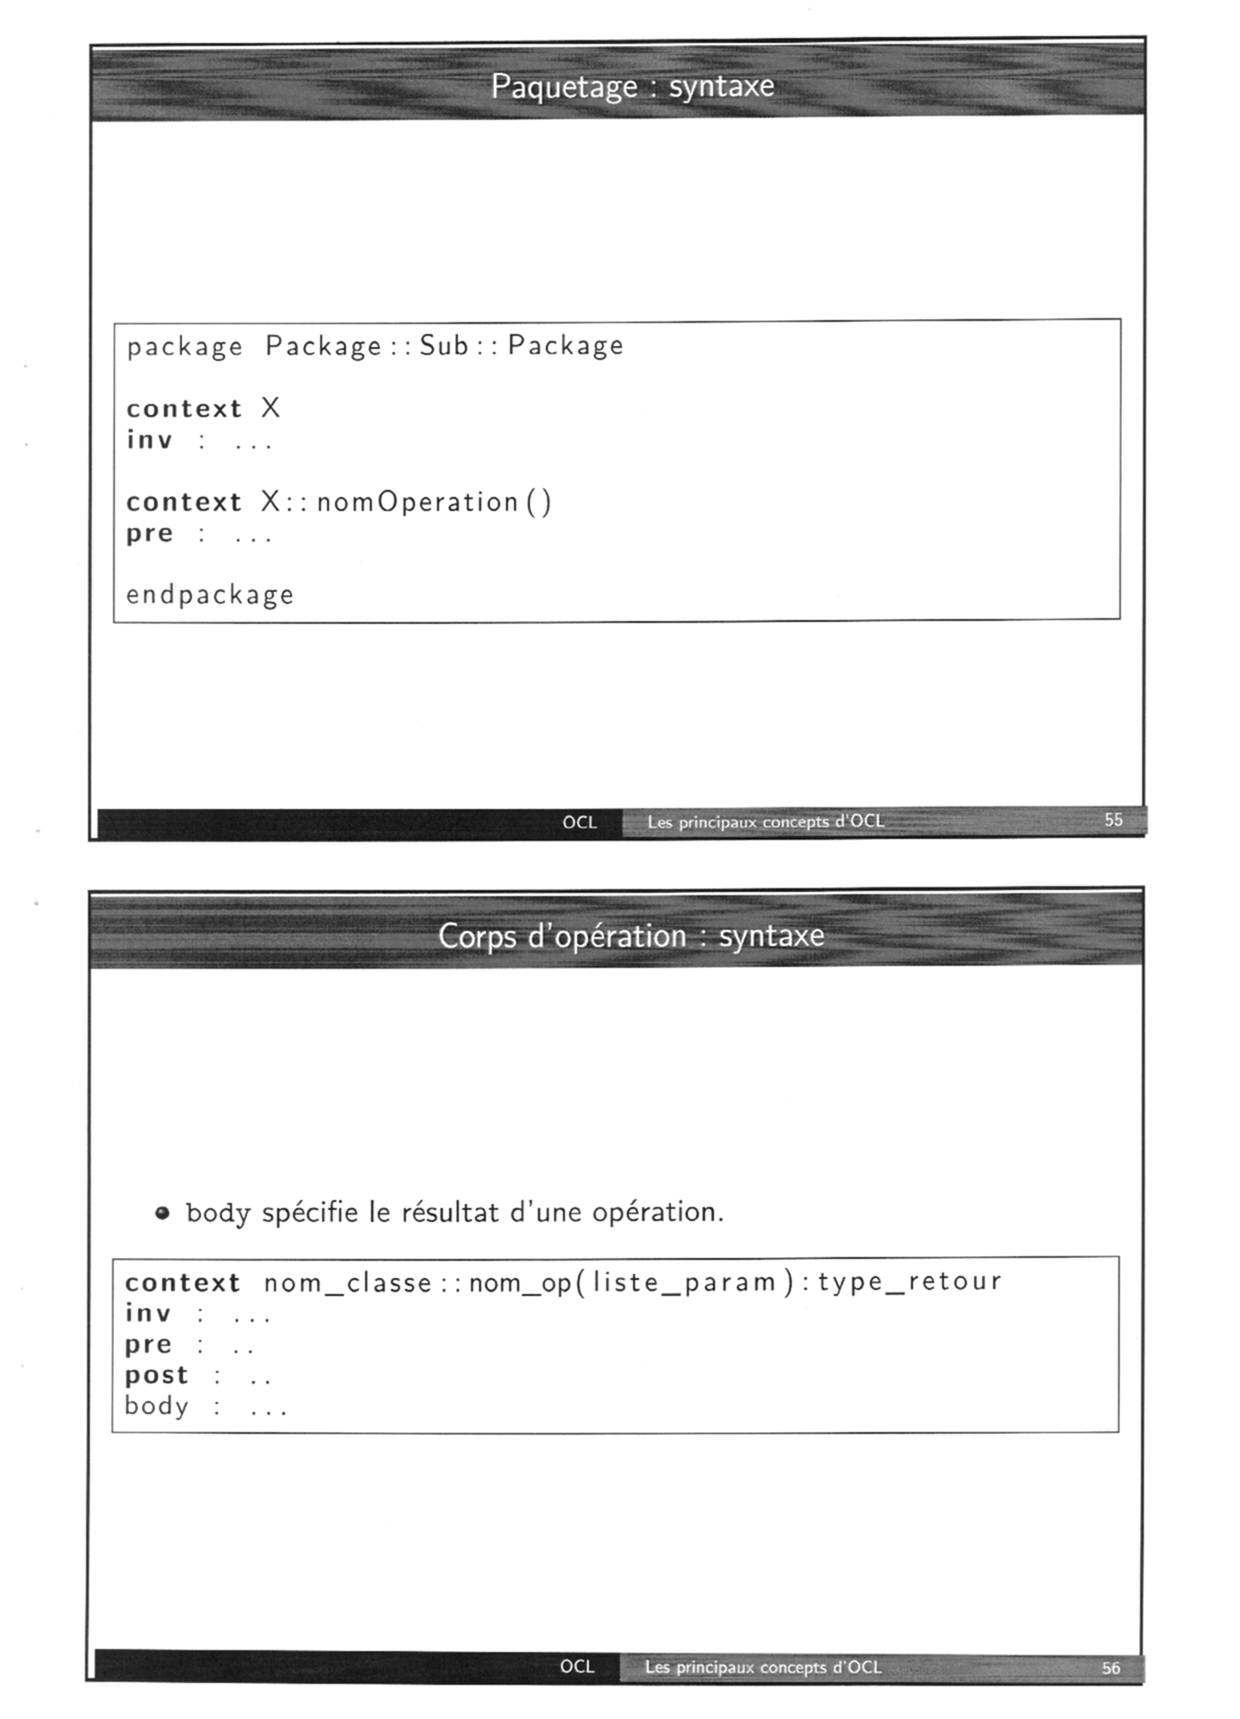 Paquetage : syntaxe
package Package::Sub::Package
context X
inv : ...
context X::nomOperation()
pre : ...
endpackage
OCL Les principaux concepts d'OCL 55
Corps d'opération : syntaxe
body spécifie le résultat d'une opération.
context nom_classe::nom_op(liste_param):type_retour
inv : ...
pre : ..
post : ..
body : ...
OCL Les principaux concepts d'OCL 56